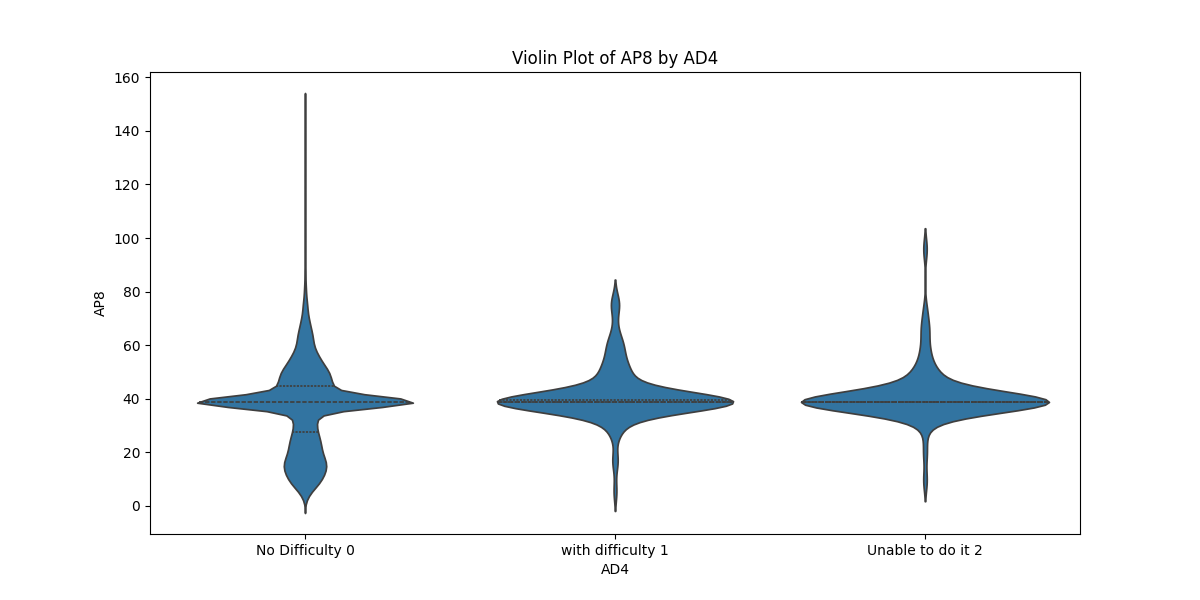 Violin Plot of AP8 by AD4
160
140
120
100
80
60
40
20
0
AP8
No Difficulty 0
with difficulty 1
Unable to do it 2
AD4